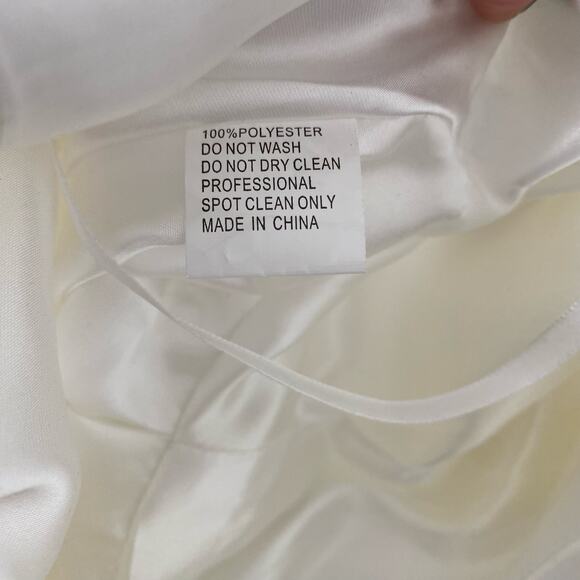 100%POLYESTER
DO NOT WASH
DO NOT DRY CLEAN
PROFESSIONAL
SPOT CLEAN ONLY
MADE IN CHINA